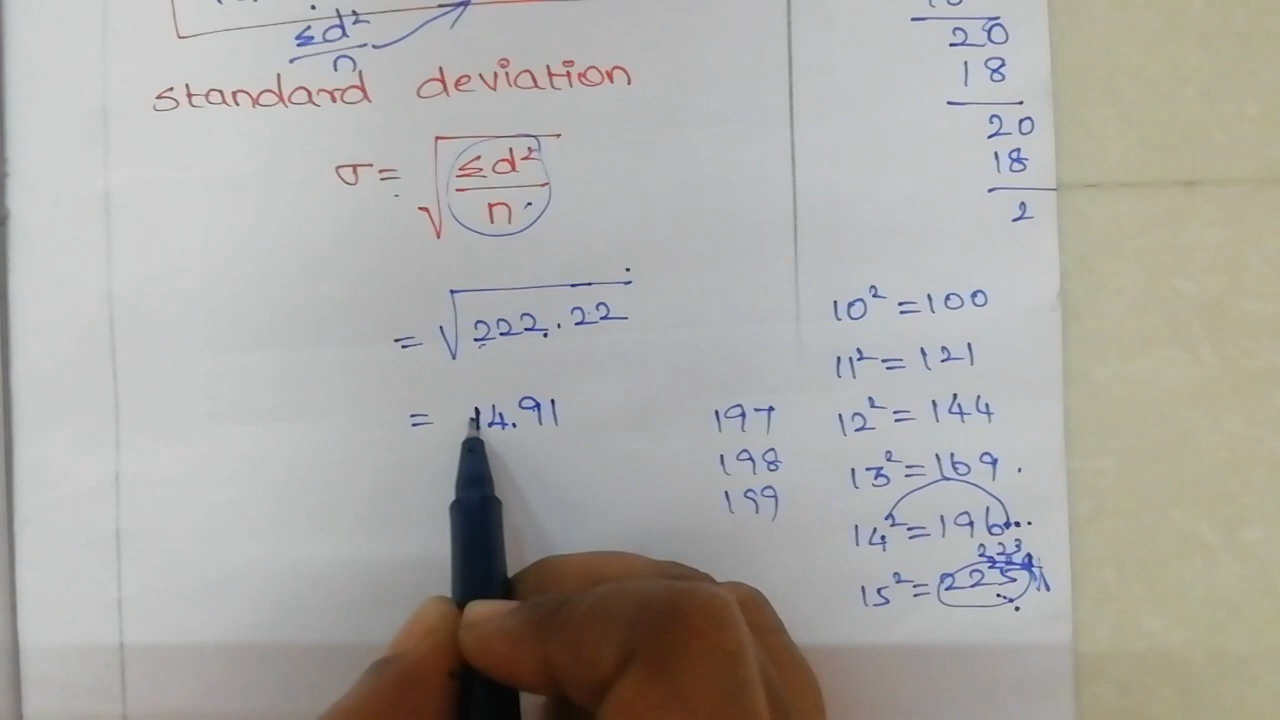 Σd²
n
standard deviation
σ = √Σd²
n
= √222.22
= 14.91
20
18
20
18
2
197
198
199
10² = 100
11² = 121
12² = 144
13² = 169.
14² = 196
223
15² = 225